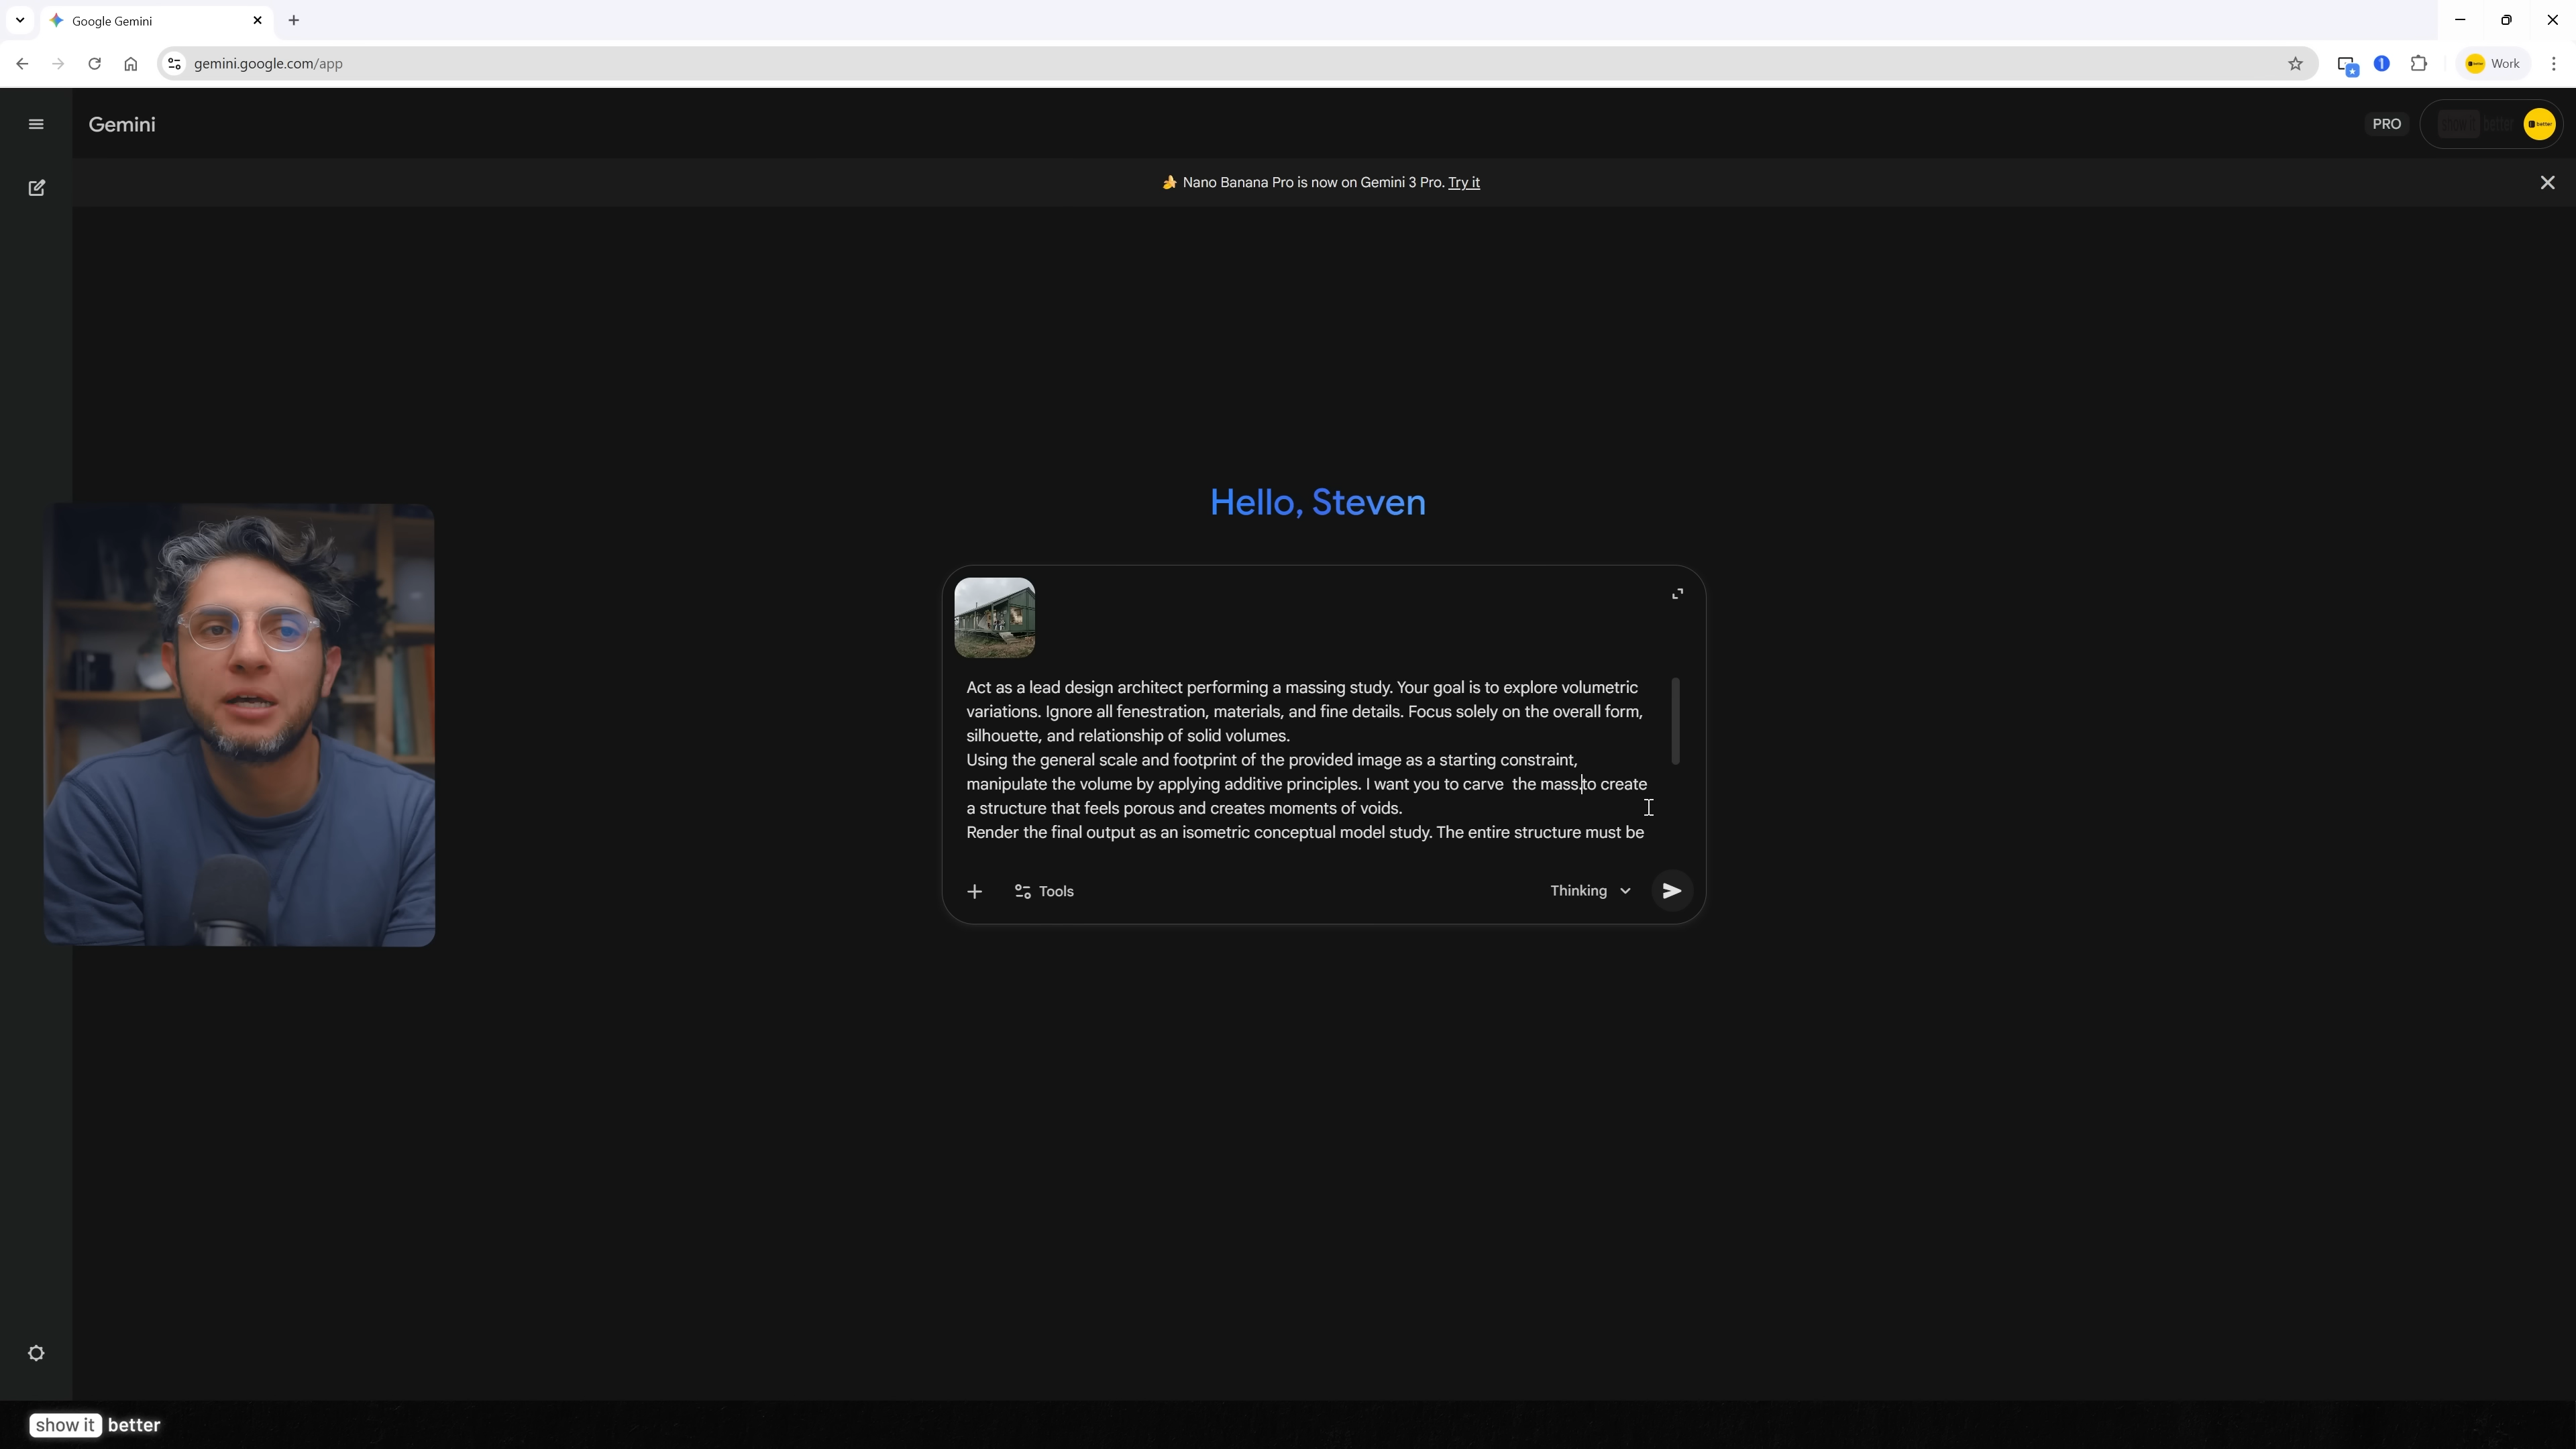 Google Gemini
gemini.google.com/app
1
Work
Gemini
PRO
show it better
better
Nano Banana Pro is now on Gemini 3 Pro. Try it
Hello, Steven
Act as a lead design architect performing a massing study. Your goal is to explore volumetric
variations. Ignore all fenestration, materials, and fine details. Focus solely on the overall form,
silhouette, and relationship of solid volumes.
Using the general scale and footprint of the provided image as a starting constraint,
manipulate the volume by applying additive principles. I want you to carve  the mass.to create
a structure that feels porous and creates moments of voids.
Render the final output as an isometric conceptual model study. The entire structure must be
Tools
Thinking
show it better